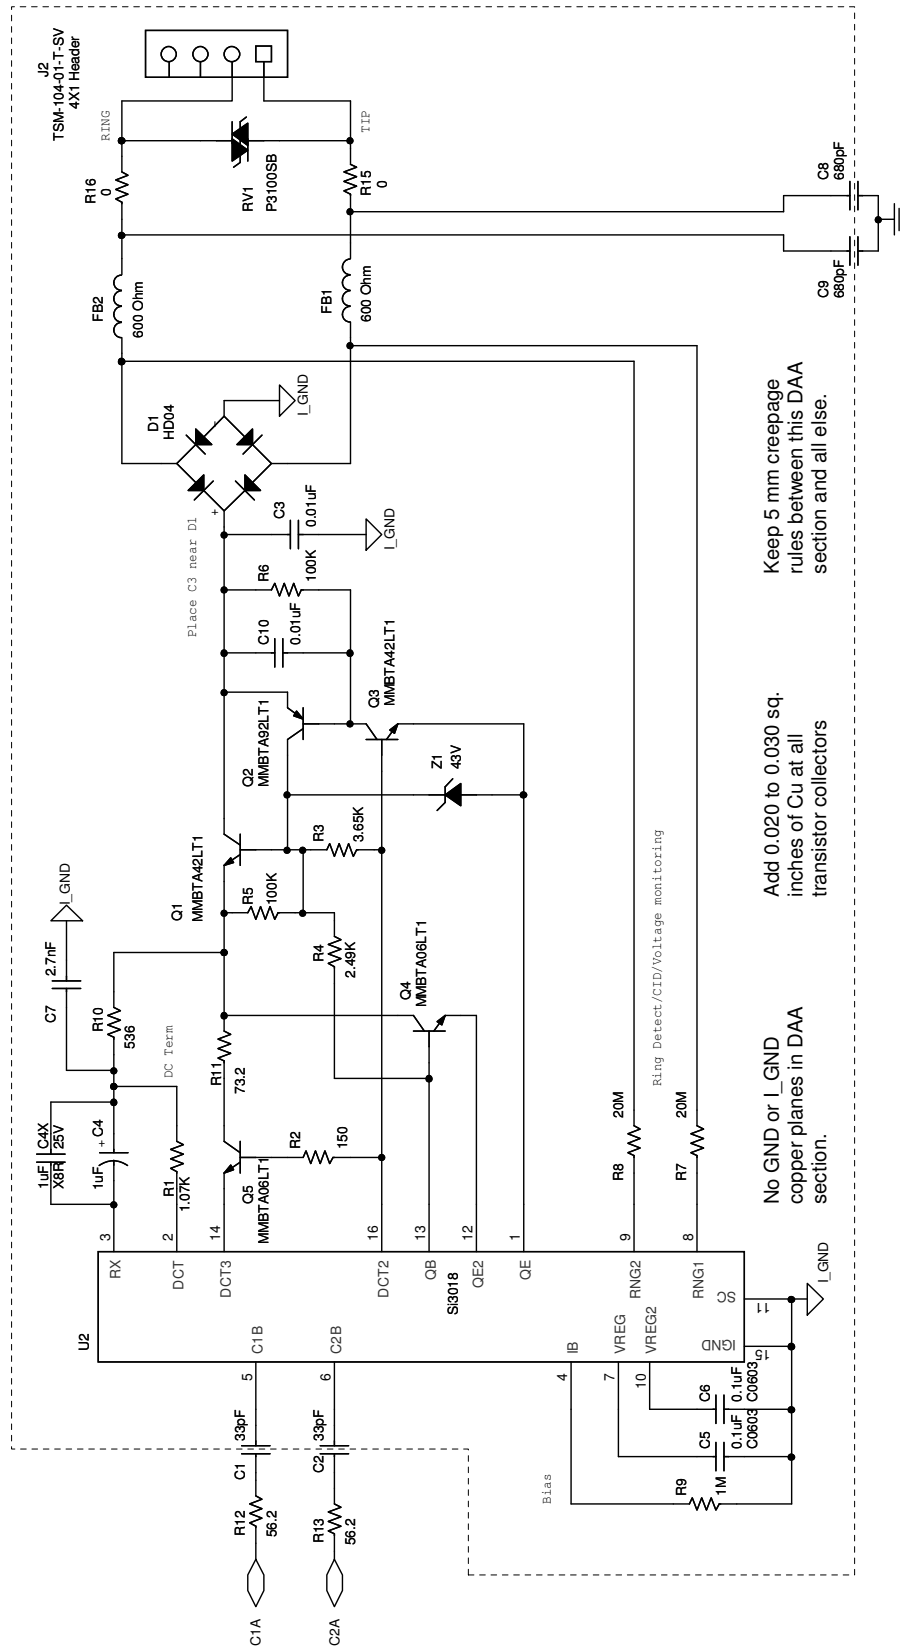 J2
TSM-104-01-T-SV
4X1 Header
RING
TIP
R16
0
RV1
P3100SB
R15
0
C8
680pF
C9
680pF
FB2
600 Ohm
FB1
600 Ohm
D1
HD04
-
I_GND
+
Place C3 near D1
C3
0.01uF
I_GND
R6
100K
C10
0.01uF
Q2
MMBTA92LT1
Q3
MMBTA42LT1
Z1
43V
Q1
MMBTA42LT1
R3
3.65K
R5
100K
R4
2.49K
Q4
MMBTA06LT1
I_GND
C7
2.7nF
R10
536
DC Term
R11
73.2
C4X
1uF
25V
X8R
+
C4
1uF
R1
1.07K
R2
150
Q5
MMBTA06LT1
Ring Detect/CID/Voltage monitoring
R8
20M
R7
20M
Keep 5 mm creepage
rules between this DAA
section and all else.
Add 0.020 to 0.030 sq.
inches of Cu at all
transistor collectors
No GND or I_GND
copper planes in DAA
section.
3
2
14
16
13
12
1
9
8
RX
DCT
DCT3
DCT2
QB
QE2
QE
RNG2
RNG1
U2
Si3018
C1B
C2B
IB
VREG
VREG2
IGND
SC
5
6
4
7
10
15
11
I_GND
C1
33pF
C2
33pF
R12
56.2
R13
56.2
C1A
C2A
Bias
R9
1M
C5
0.1uF
C0603
C6
0.1uF
C0603